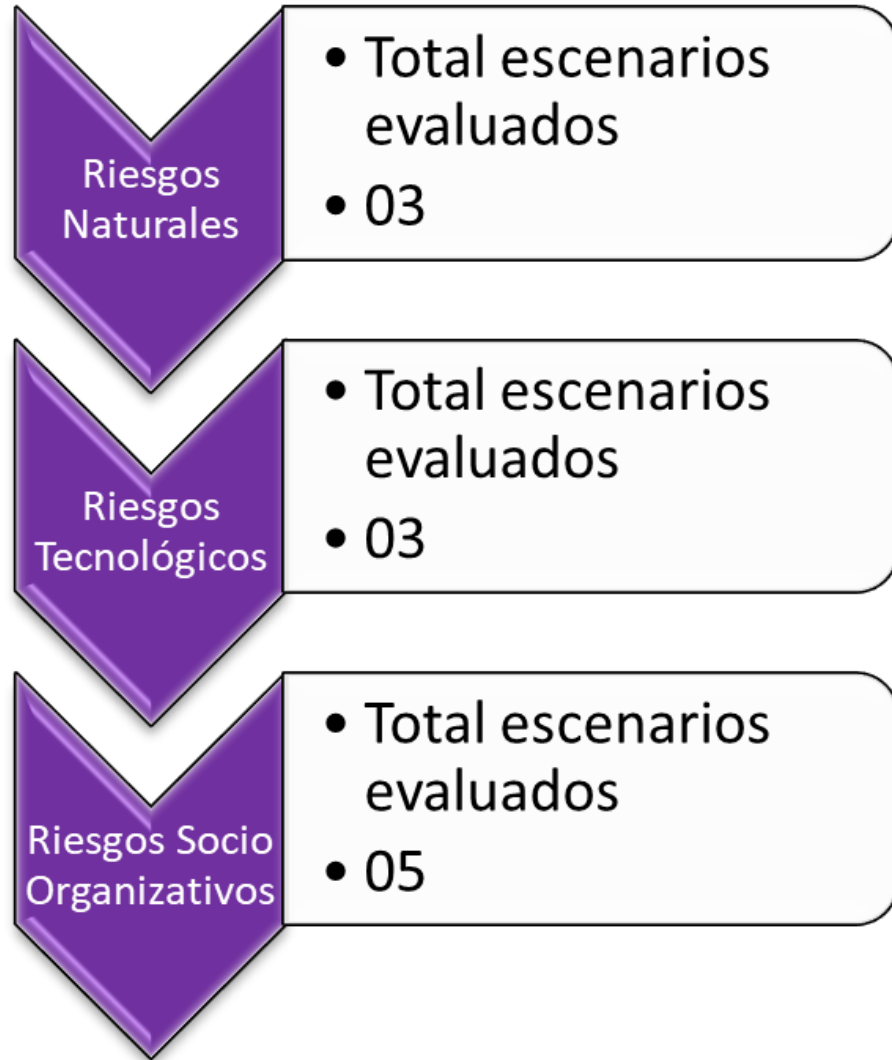 Riesgos
Naturales
• Total escenarios
evaluados
• 03
Riesgos
Tecnológicos
• Total escenarios
evaluados
• 03
Riesgos Socio
Organizativos
• Total escenarios
evaluados
• 05